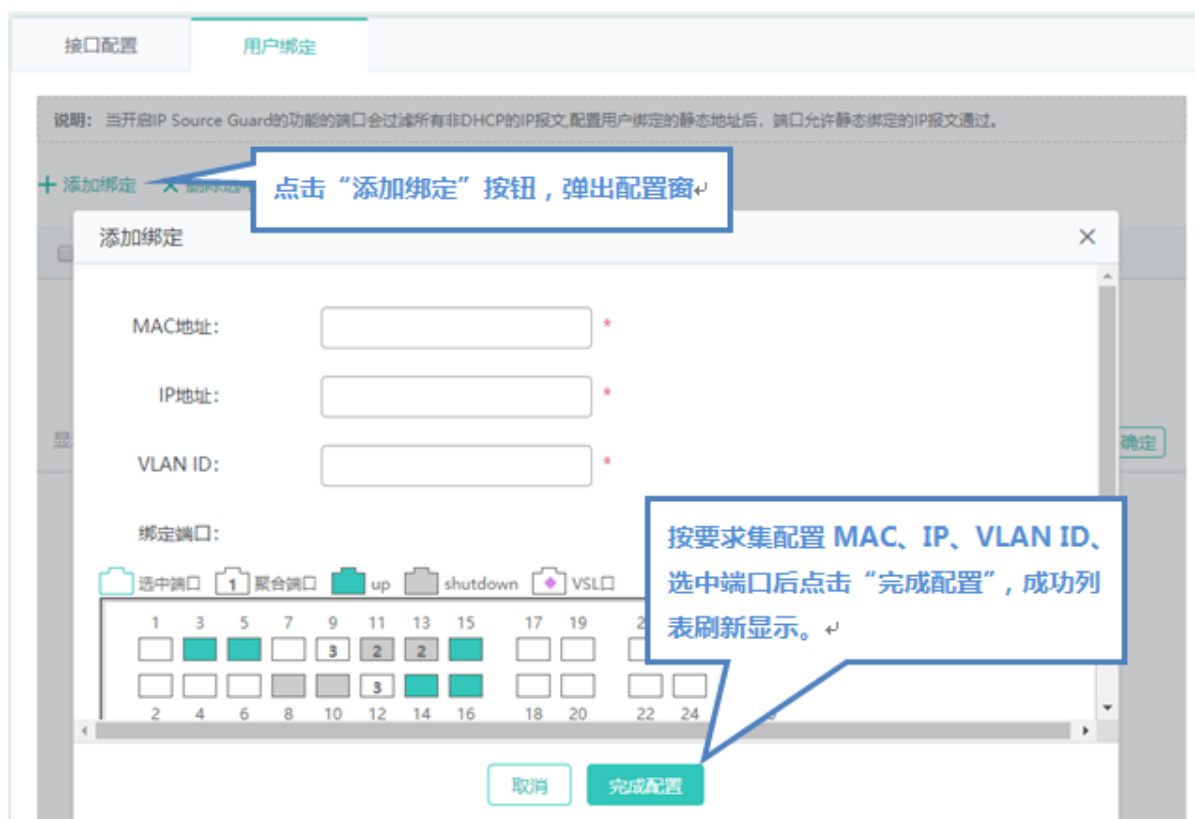 接口配置 用户绑定
说明： 当开启IP Source Guard的功能的端口会过滤所有非DHCP的IP报文,配置用户绑定的静态地址后，端口允许静态绑定的IP报文通过。
+ 添加绑定
点击“添加绑定”按钮，弹出配置窗↵
添加绑定 ×
MAC地址： *
IP地址： *
确定
VLAN ID： *
绑定端口：
按要求集配置 MAC、IP、VLAN ID、
选中端口后点击“完成配置”，成功列
表刷新显示。↵
选中端口 1 聚合端口 up shutdown VSL口
1 3 5 7 9 11 13 15 17 19
3 2 2
3
2 4 6 8 10 12 14 16 18 20 22 24
取消 完成配置